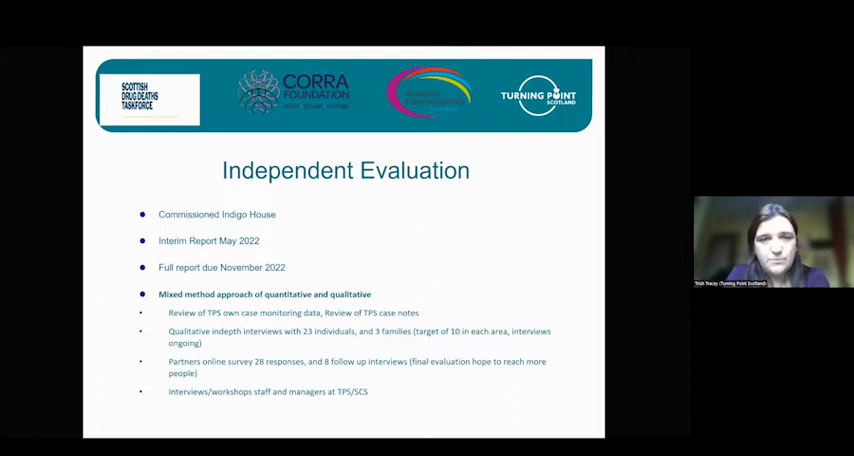 SCOTTISH
DRUG DEATHS
TASKFORCE
CORRA
FOUNDATION
Simon
Community
TURNING POINT
SCOTLAND
Independent Evaluation
Commissioned Indigo House
Interim Report May 2022
Full report due November 2022
Mixed method approach of quantitative and qualitative
Review of TPS own case monitoring data, Review of TPS case notes
Qualitative indepth interviews with 23 individuals, and 3 families (target of 10 in each area, interviews
ongoing)
Partners online survey 28 responses, and 8 follow up interviews (final evaluation hope to reach more
people)
Interviews/workshops staff and managers at TPS/SCS
Trish Tracey (Turning Point Scotland)